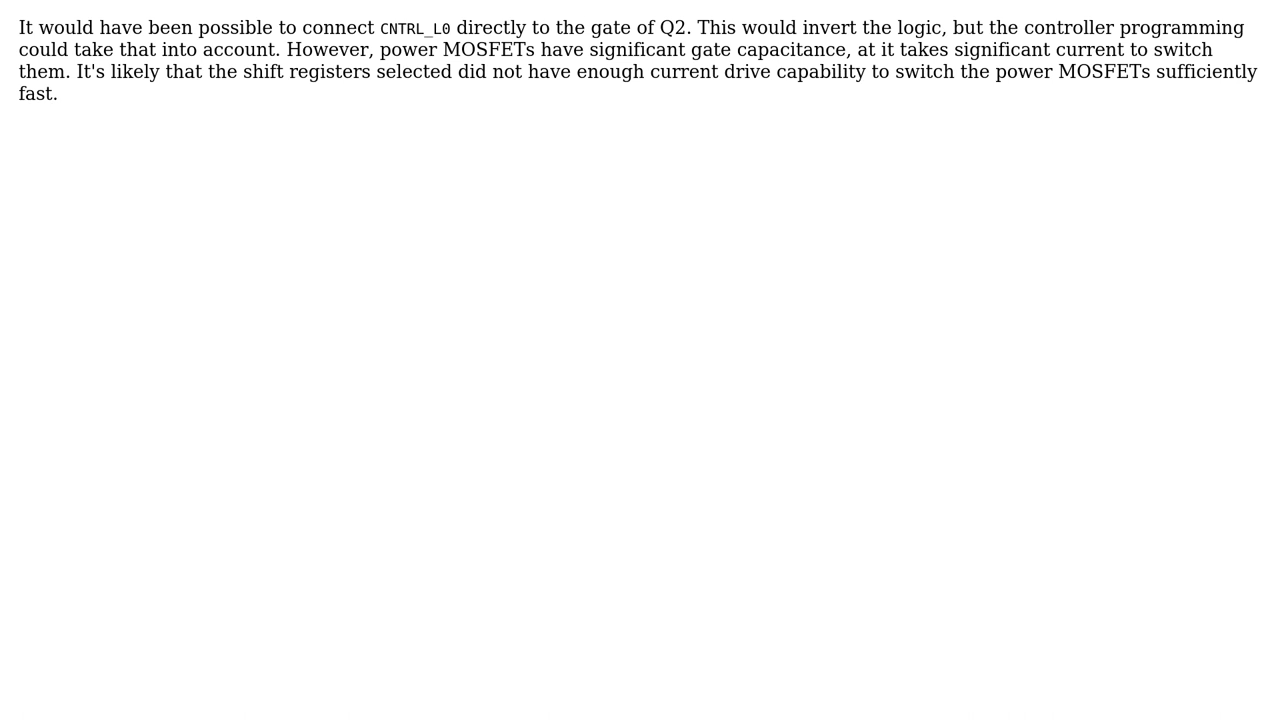 It would have been possible to connect CNTRL_L0 directly to the gate of Q2. This would invert the logic, but the controller programming
could take that into account. However, power MOSFETs have significant gate capacitance, at it takes significant current to switch
them. It's likely that the shift registers selected did not have enough current drive capability to switch the power MOSFETs sufficiently
fast.